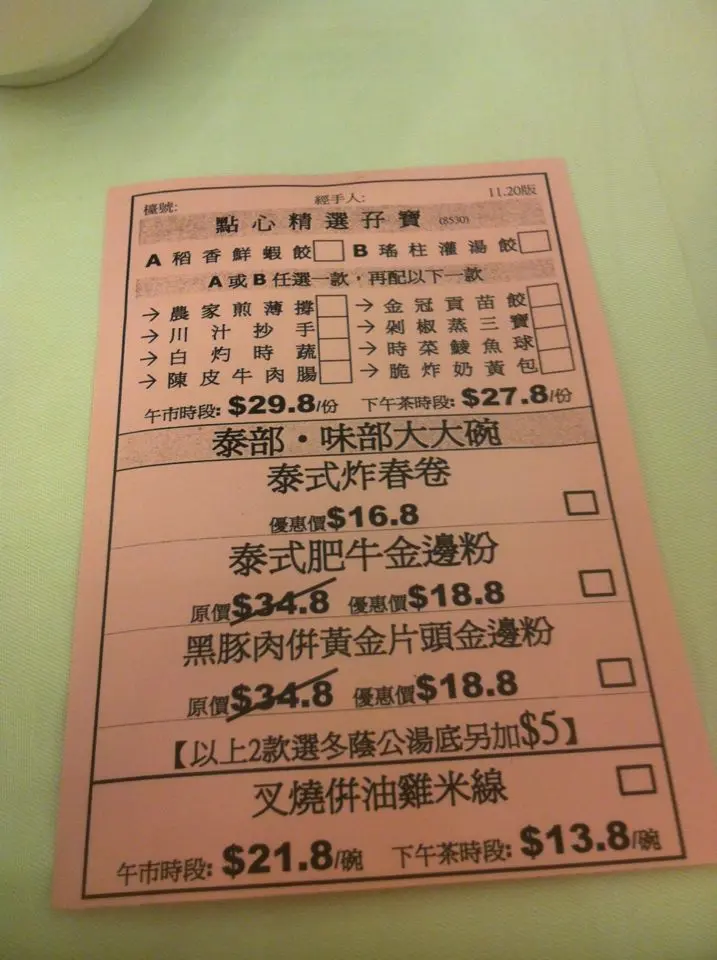 檯號: 經手人: 11.20版
點心精選孖寶 (8530)
A 稻香鮮蝦餃 B 瑤柱灌湯餃
A或B任選一款，再配以下一款
→ 農家煎薄撐 → 金冠貢苗餃
→ 川汁抄手 → 剁椒蒸三寶
→ 白灼時蔬 → 時菜鯪魚球
→ 陳皮牛肉腸 → 脆炸奶黃包
午市時段: $29.8/份 下午茶時段: $27.8/份
泰部・味部大大碗
泰式炸春卷
優惠價$16.8
泰式肥牛金邊粉
原價$34.8 優惠價$18.8
黑豚肉併黃金片頭金邊粉
原價$34.8 優惠價$18.8
【以上2款選冬蔭公湯底另加$5】
叉燒併油雞米線
午市時段: $21.8/碗 下午茶時段: $13.8/碗